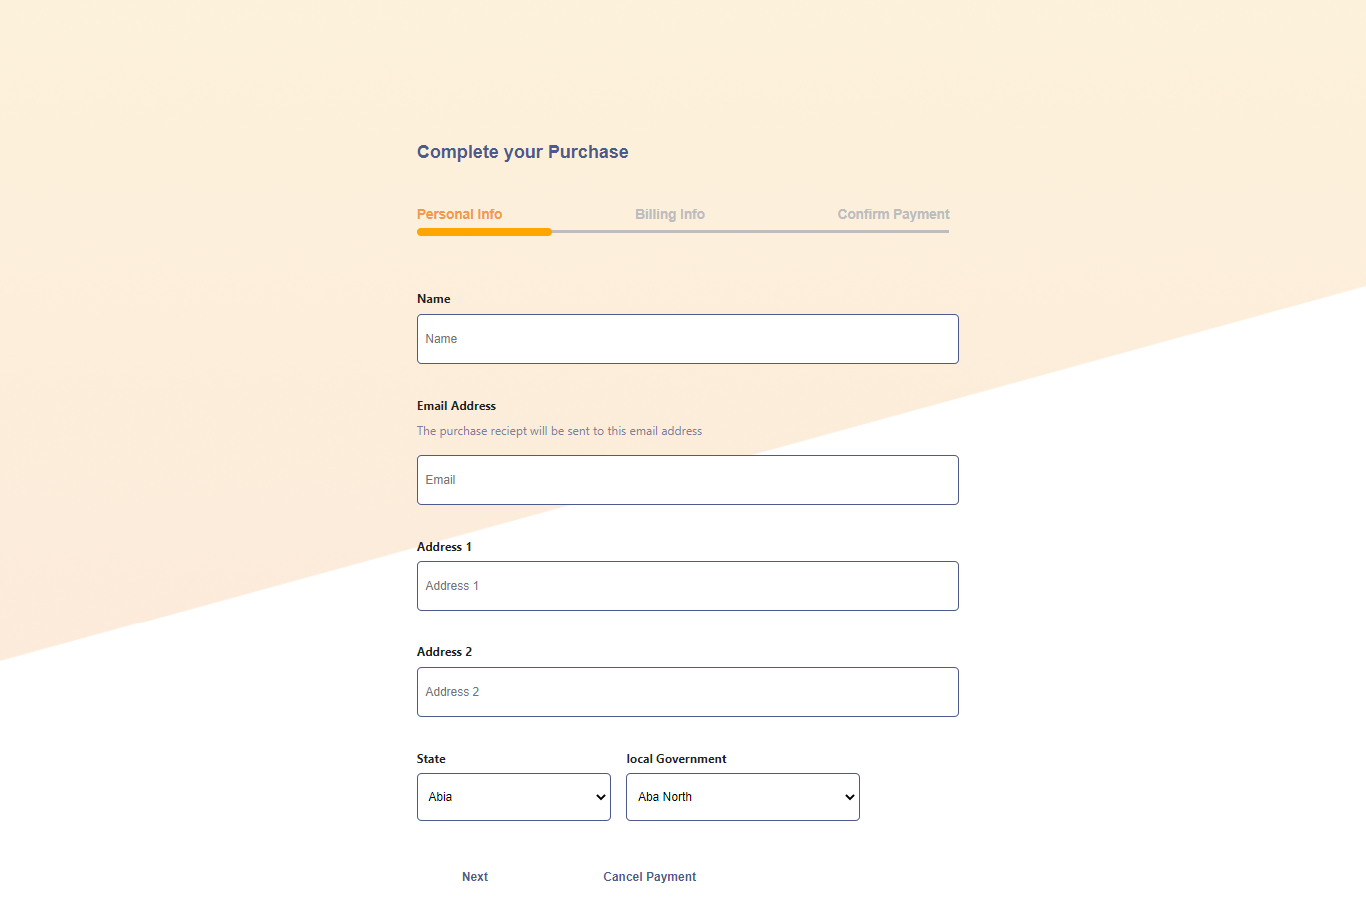 Complete your Purchase
Personal Info Billing Info Confirm Payment
Name
Name
Email Address
The purchase reciept will be sent to this email address
Email
Address 1
Address 1
Address 2
Address 2
State local Government
Abia Aba North
Next Cancel Payment